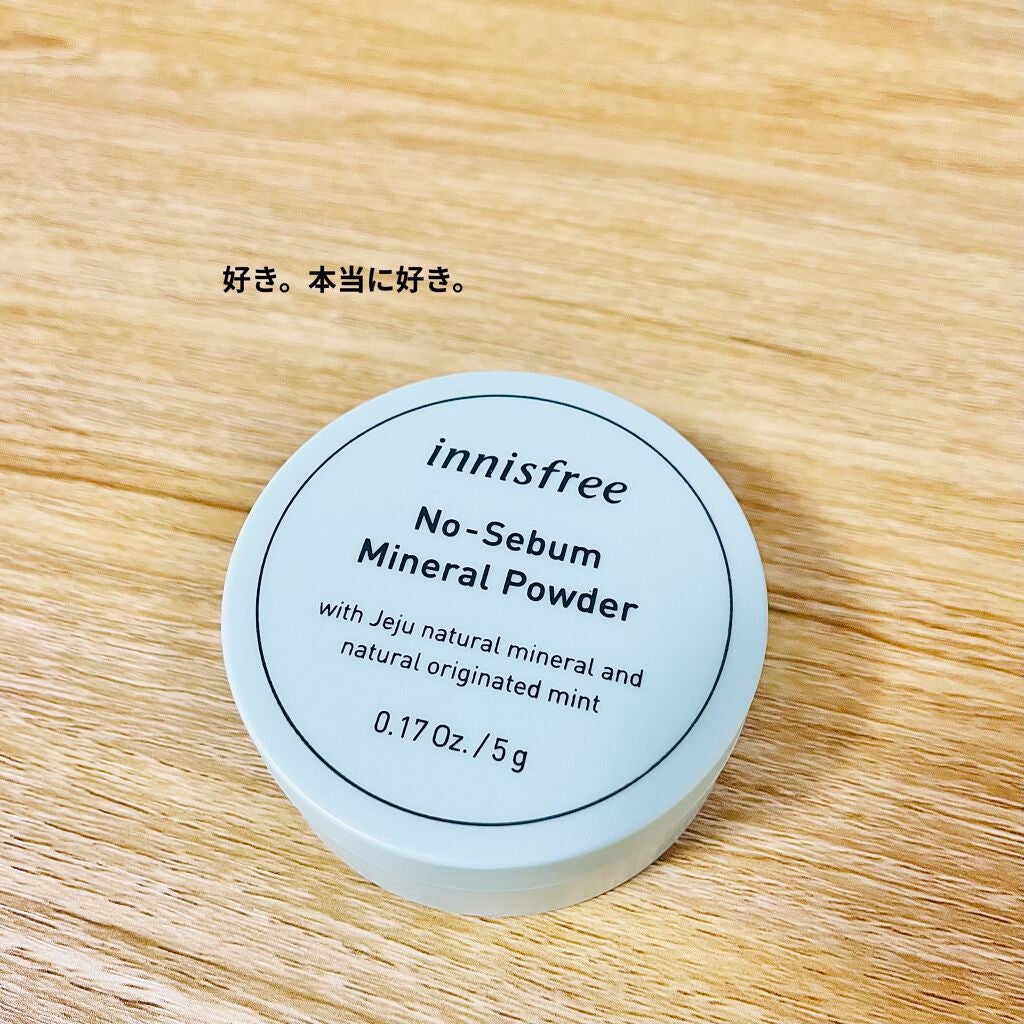 好き。本当に好き。
innisfree
No-Sebum
Mineral Powder
with Jeju natural mineral and
natural originated mint
0.17 Oz. / 5 g